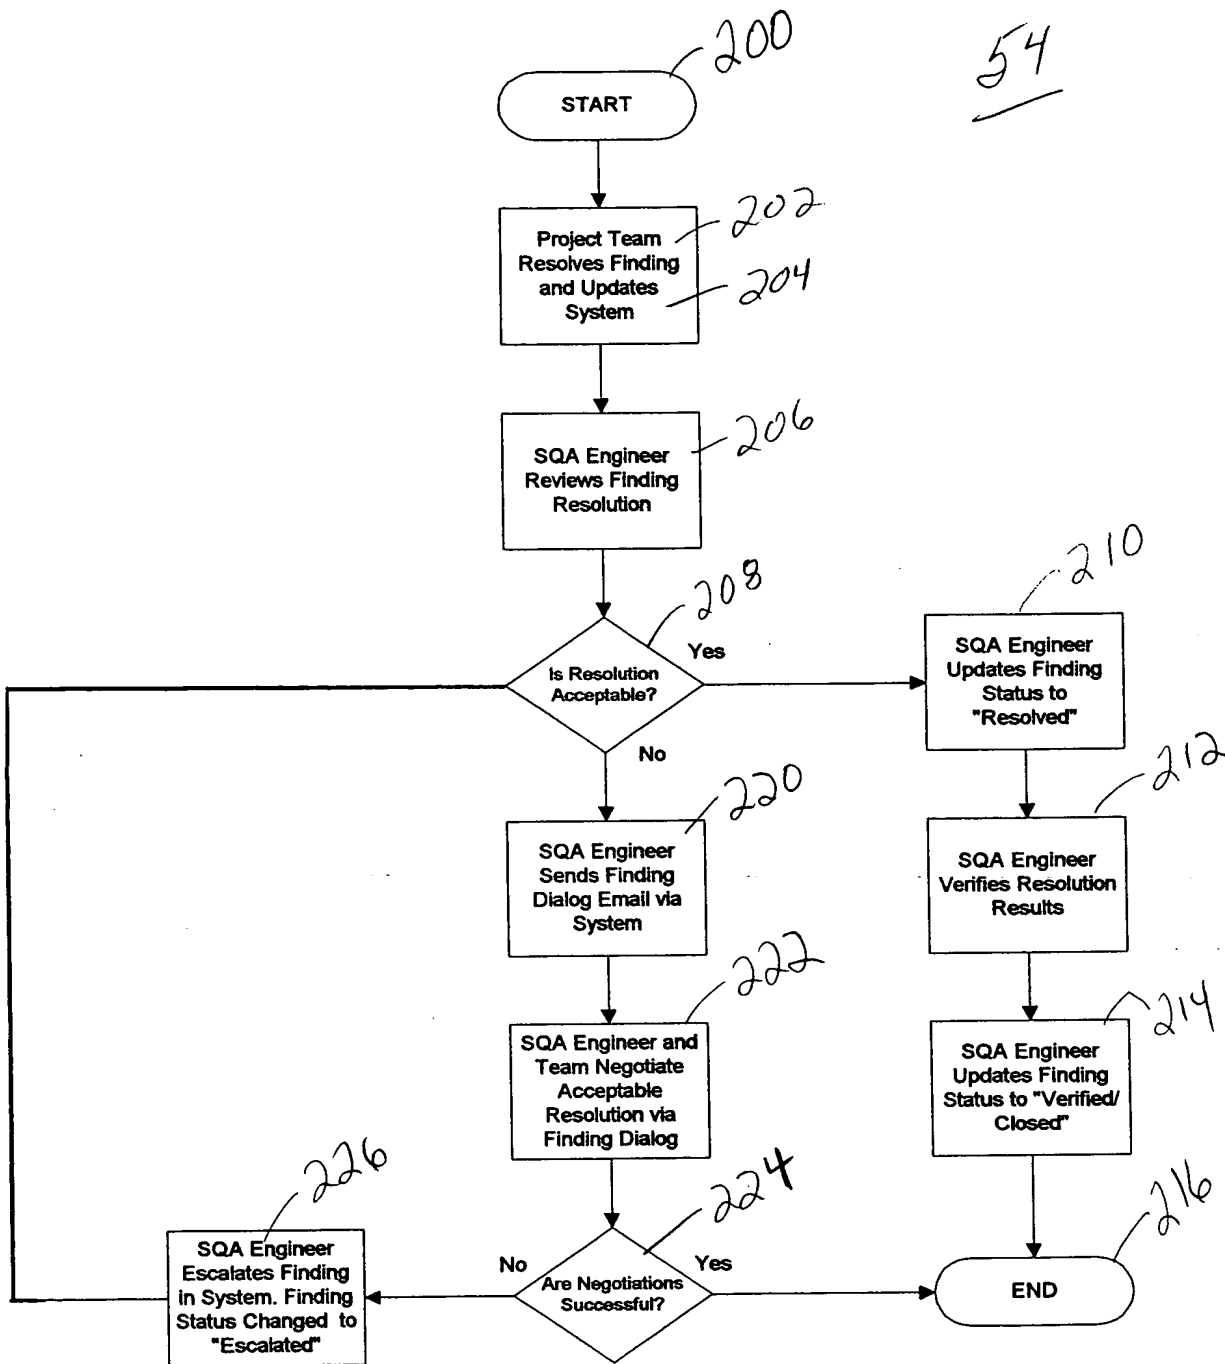 200
54
START
202
Project Team
Resolves Finding
and Updates
System
204
206
SQA Engineer
Reviews Finding
Resolution
208
210
Is Resolution
Acceptable?
Yes
No
SQA Engineer
Updates Finding
Status to
"Resolved"
212
220
SQA Engineer
Sends Finding
Dialog Email via
System
SQA Engineer
Verifies Resolution
Results
222
214
SQA Engineer and
Team Negotiate
Acceptable
Resolution via
Finding Dialog
SQA Engineer
Updates Finding
Status to "Verified/
Closed"
226
224
216
SQA Engineer
Escalates Finding
in System. Finding
Status Changed to
"Escalated"
No
Are Negotiations
Successful?
Yes
END